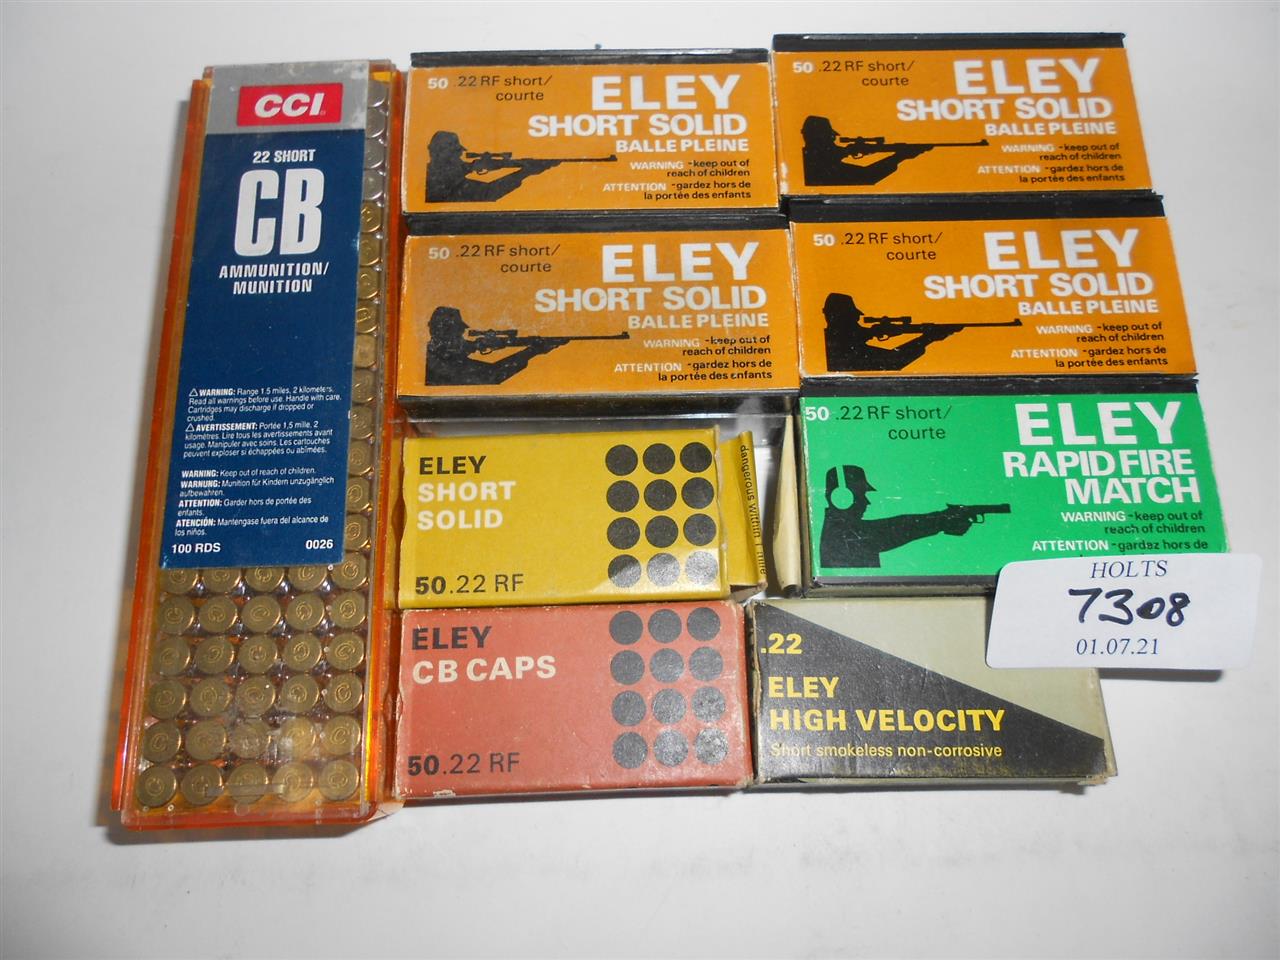 CCI
22 SHORT
CB
AMMUNITION/
MUNITION
WARNING: Range 1.5 miles, 2 kilometers.
Read all warnings before use. Handle with care.
Cartridges may discharge if dropped or
crushed.
AVERTISSEMENT: Portée 1,5 mille, 2
kilomètres. Lire tous les avertissements avant
usage. Manipuler avec soins. Les cartouches
peuvent exploser si échappées ou abîmées.
WARNING: Keep out of reach of children.
WARNUNG: Munition für Kindern unzugänglich
aufbewahren.
ATTENTION: Garder hors de portée des
enfants.
ATENCIÓN: Mantengase fuera del alcance de
los niños.
100 RDS 0026
50 .22 RF short/
courte
ELEY
SHORT SOLID
BALLE PLEINE
WARNING -keep out of
reach of children
ATTENTION -gardez hors de
la portée des enfants
50 .22 RF short/
courte
ELEY
SHORT SOLID
BALLE PLEINE
WARNING -keep out of
reach of children
ATTENTION -gardez hors de
la portée des enfants
50 .22 RF short/
courte
ELEY
SHORT SOLID
BALLE PLEINE
WARNING -keep out of
reach of children
ATTENTION -gardez hors de
la portée des enfants
50 .22 RF short/
courte
ELEY
SHORT SOLID
BALLE PLEINE
WARNING -keep out of
reach of children
ATTENTION -gardez hors de
la portée des enfants
ELEY
SHORT
SOLID
50 .22 RF
dangerous within 1 mile
50 .22 RF short/
courte
ELEY
RAPID FIRE
MATCH
WARNING -keep out of
reach of children
ATTENTION -gardez hors de
ELEY
CB CAPS
50 .22 RF
.22
ELEY
HIGH VELOCITY
Short smokeless non-corrosive
HOLTS
7308
01.07.21